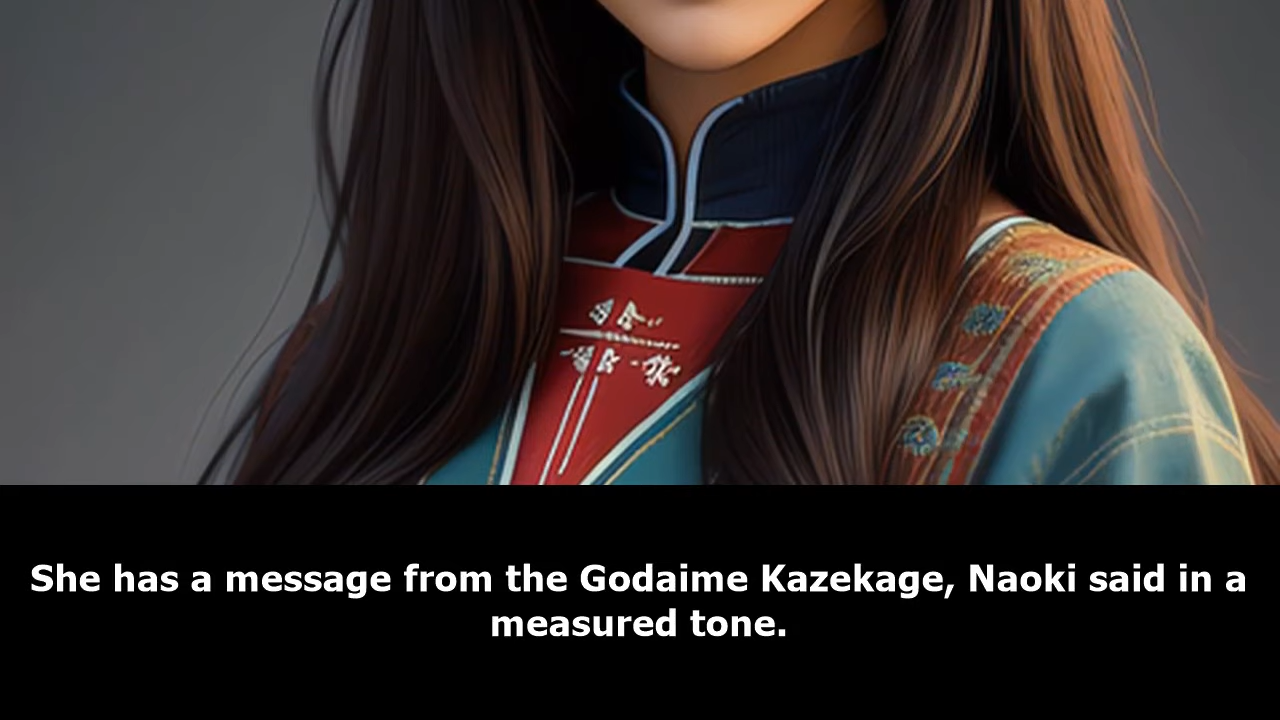 She has a message from the Godaime Kazekage, Naoki said in a
measured tone.